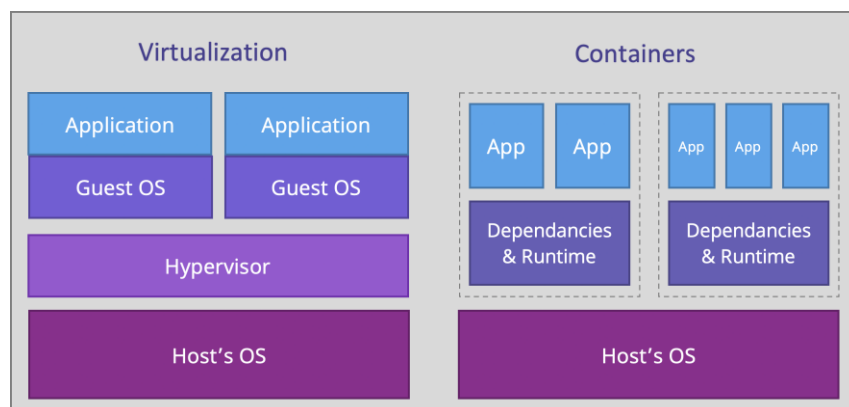 Virtualization
Containers
Application
Application
Guest OS
Guest OS
Hypervisor
Host's OS
App
App
Dependancies
& Runtime
App
App
App
Dependancies
& Runtime
Host's OS